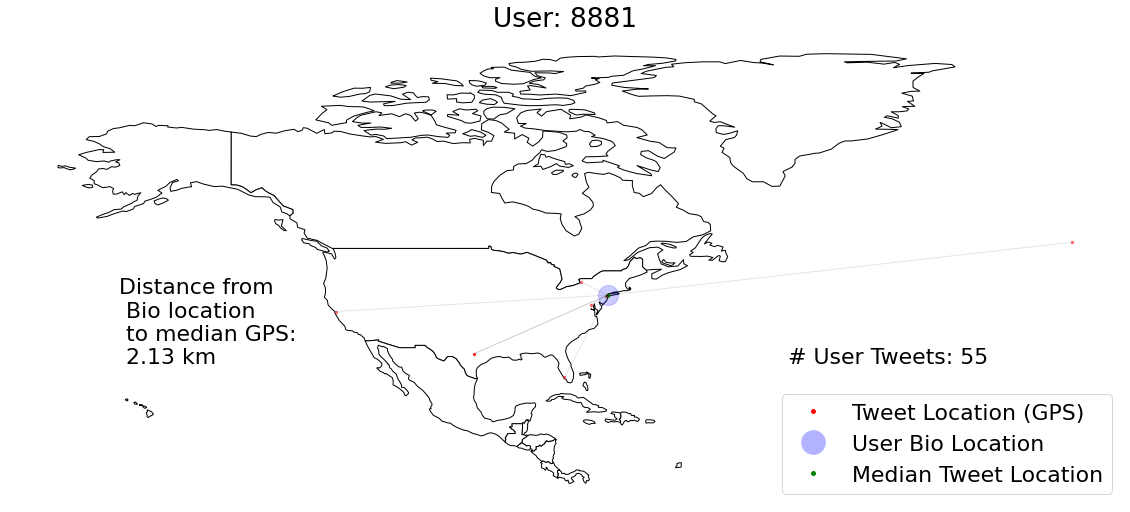 User: 8881
Distance from
Bio location
to median GPS:
2.13 km
# User Tweets: 55
Tweet Location (GPS)
User Bio Location
Median Tweet Location